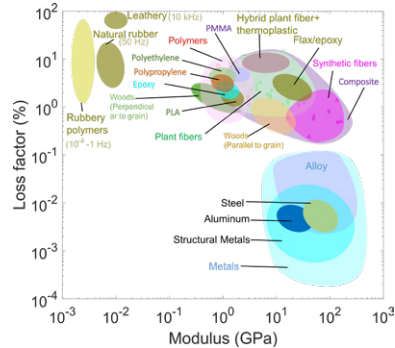 Leathery (10 kHz)
Natural rubber
(50 Hz)
Hybrid plant fiber+
thermoplastic
PMMA
Polymers
Flax/epoxy
Polyethylene
Synthetic fibers
Polypropylene
Epoxy
Composite
Woods
(Perpendicul
ar to grain)
PLA
Rubbery
polymers
(10⁻⁴ -1 Hz)
Plant fibers
Woods
(Parallel to grain)
Alloy
Steel
Aluminum
Structural Metals
Metals
Loss factor (%)
10²
10¹
10⁰
10⁻¹
10⁻²
10⁻³
10⁻⁴
10⁻³ 10⁻² 10⁻¹ 10⁰ 10¹ 10² 10³
Modulus (GPa)